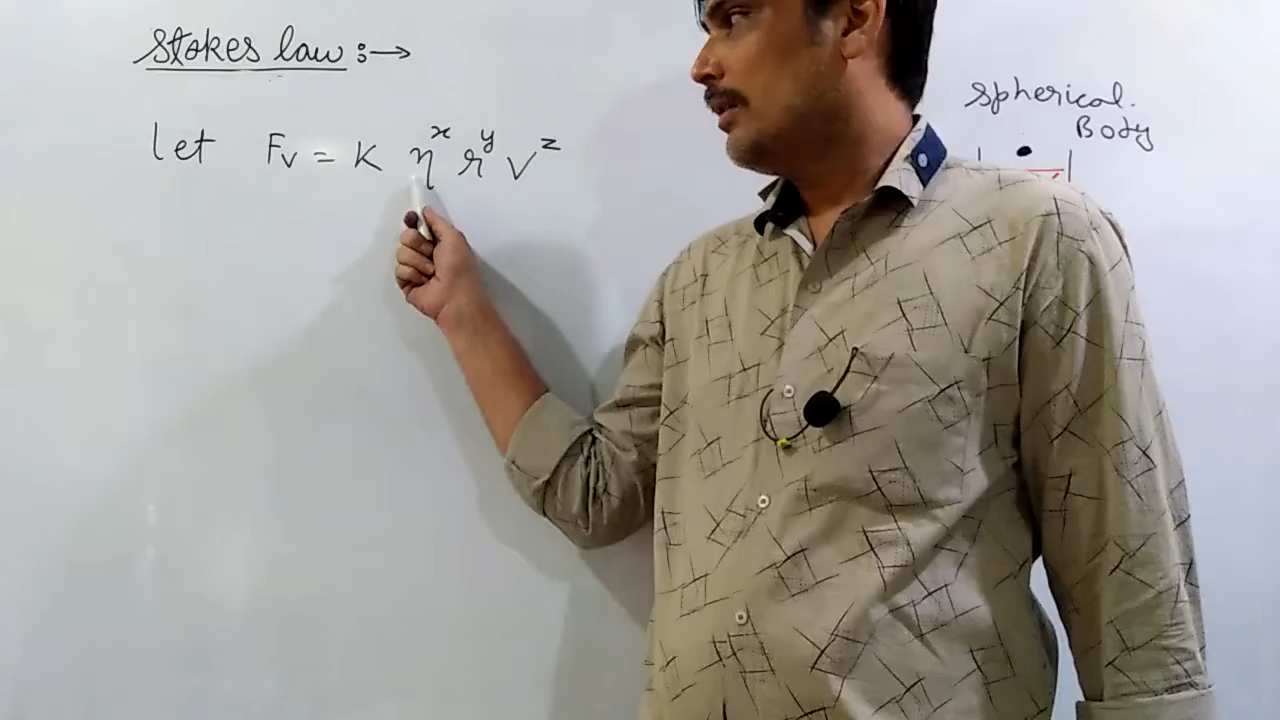 Stokes law :→
let Fv = K η^x r^y v^z
spherical.
Body